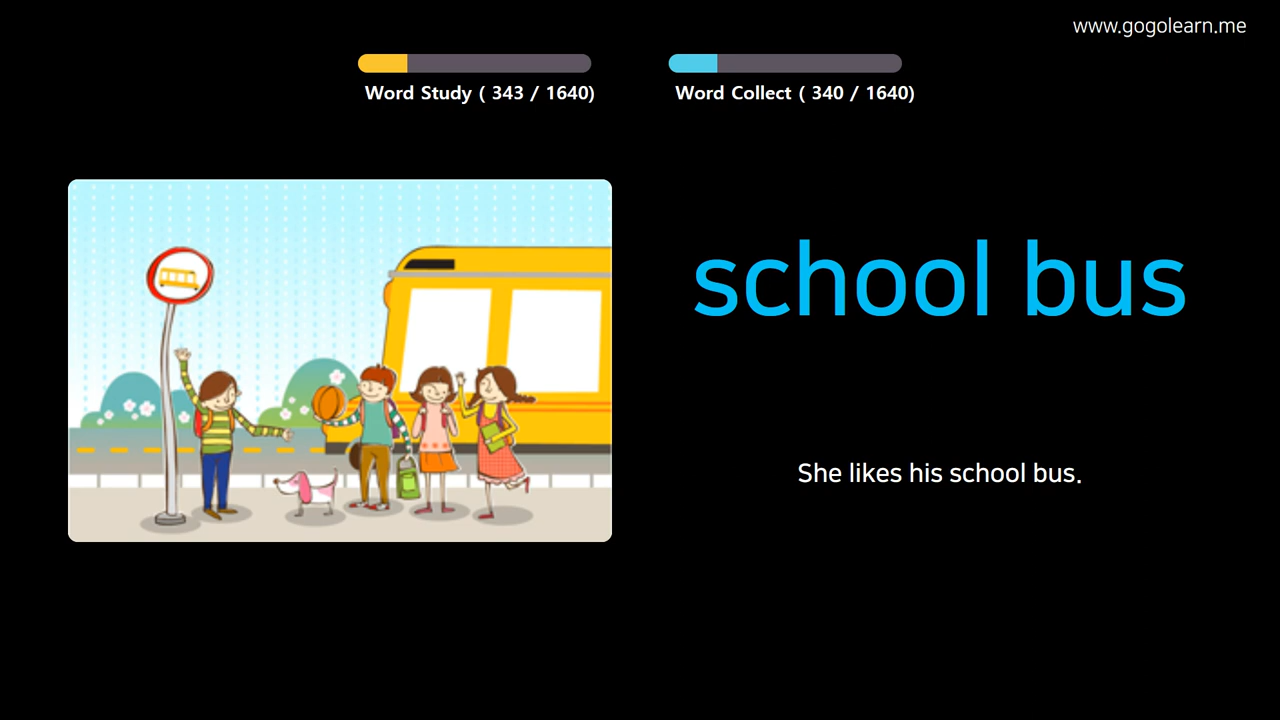 www.gogolearn.me
Word Study ( 343 / 1640)
Word Collect ( 340 / 1640)
school bus
She likes his school bus.